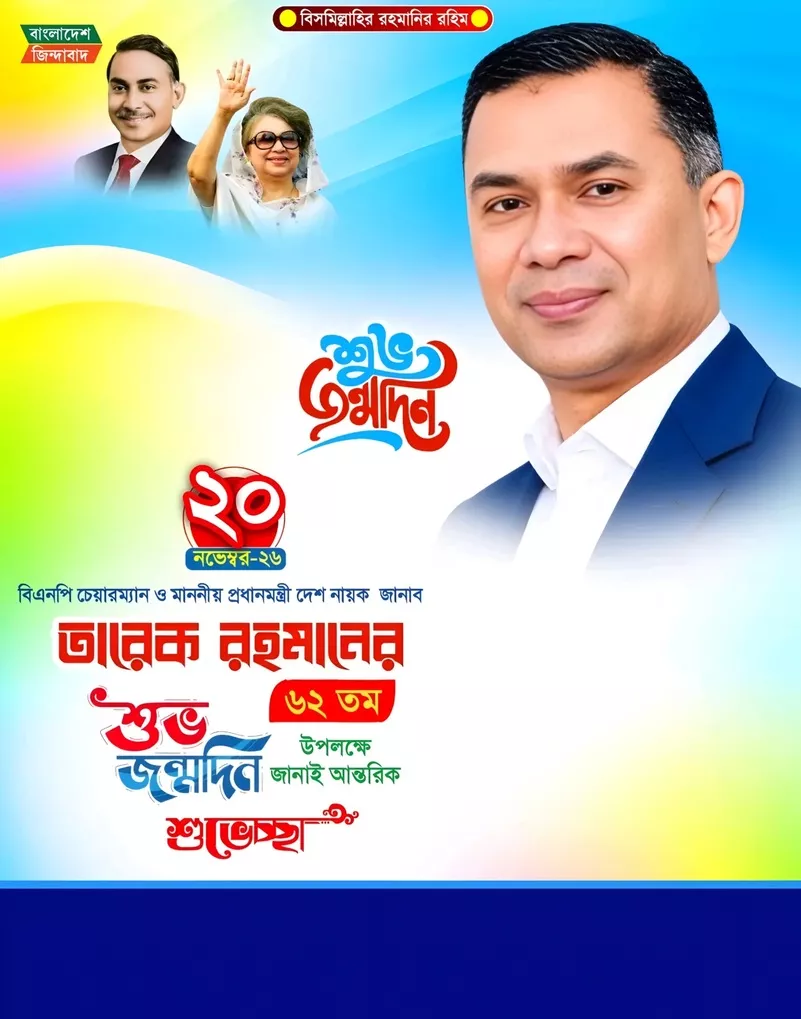 বিসমিল্লাহির রহমানির রহিম
বাংলাদেশ
জিন্দাবাদ
শুভ
জন্মদিন
২০
নভেম্বর-২৬
বিএনপি চেয়ারম্যান ও মাননীয় প্রধানমন্ত্রী দেশ নায়ক জানাব
তারেক রহমানের
৬২ তম
শুভ
জন্মদিন
উপলক্ষে
জানাই আন্তরিক
শুভেচ্ছা